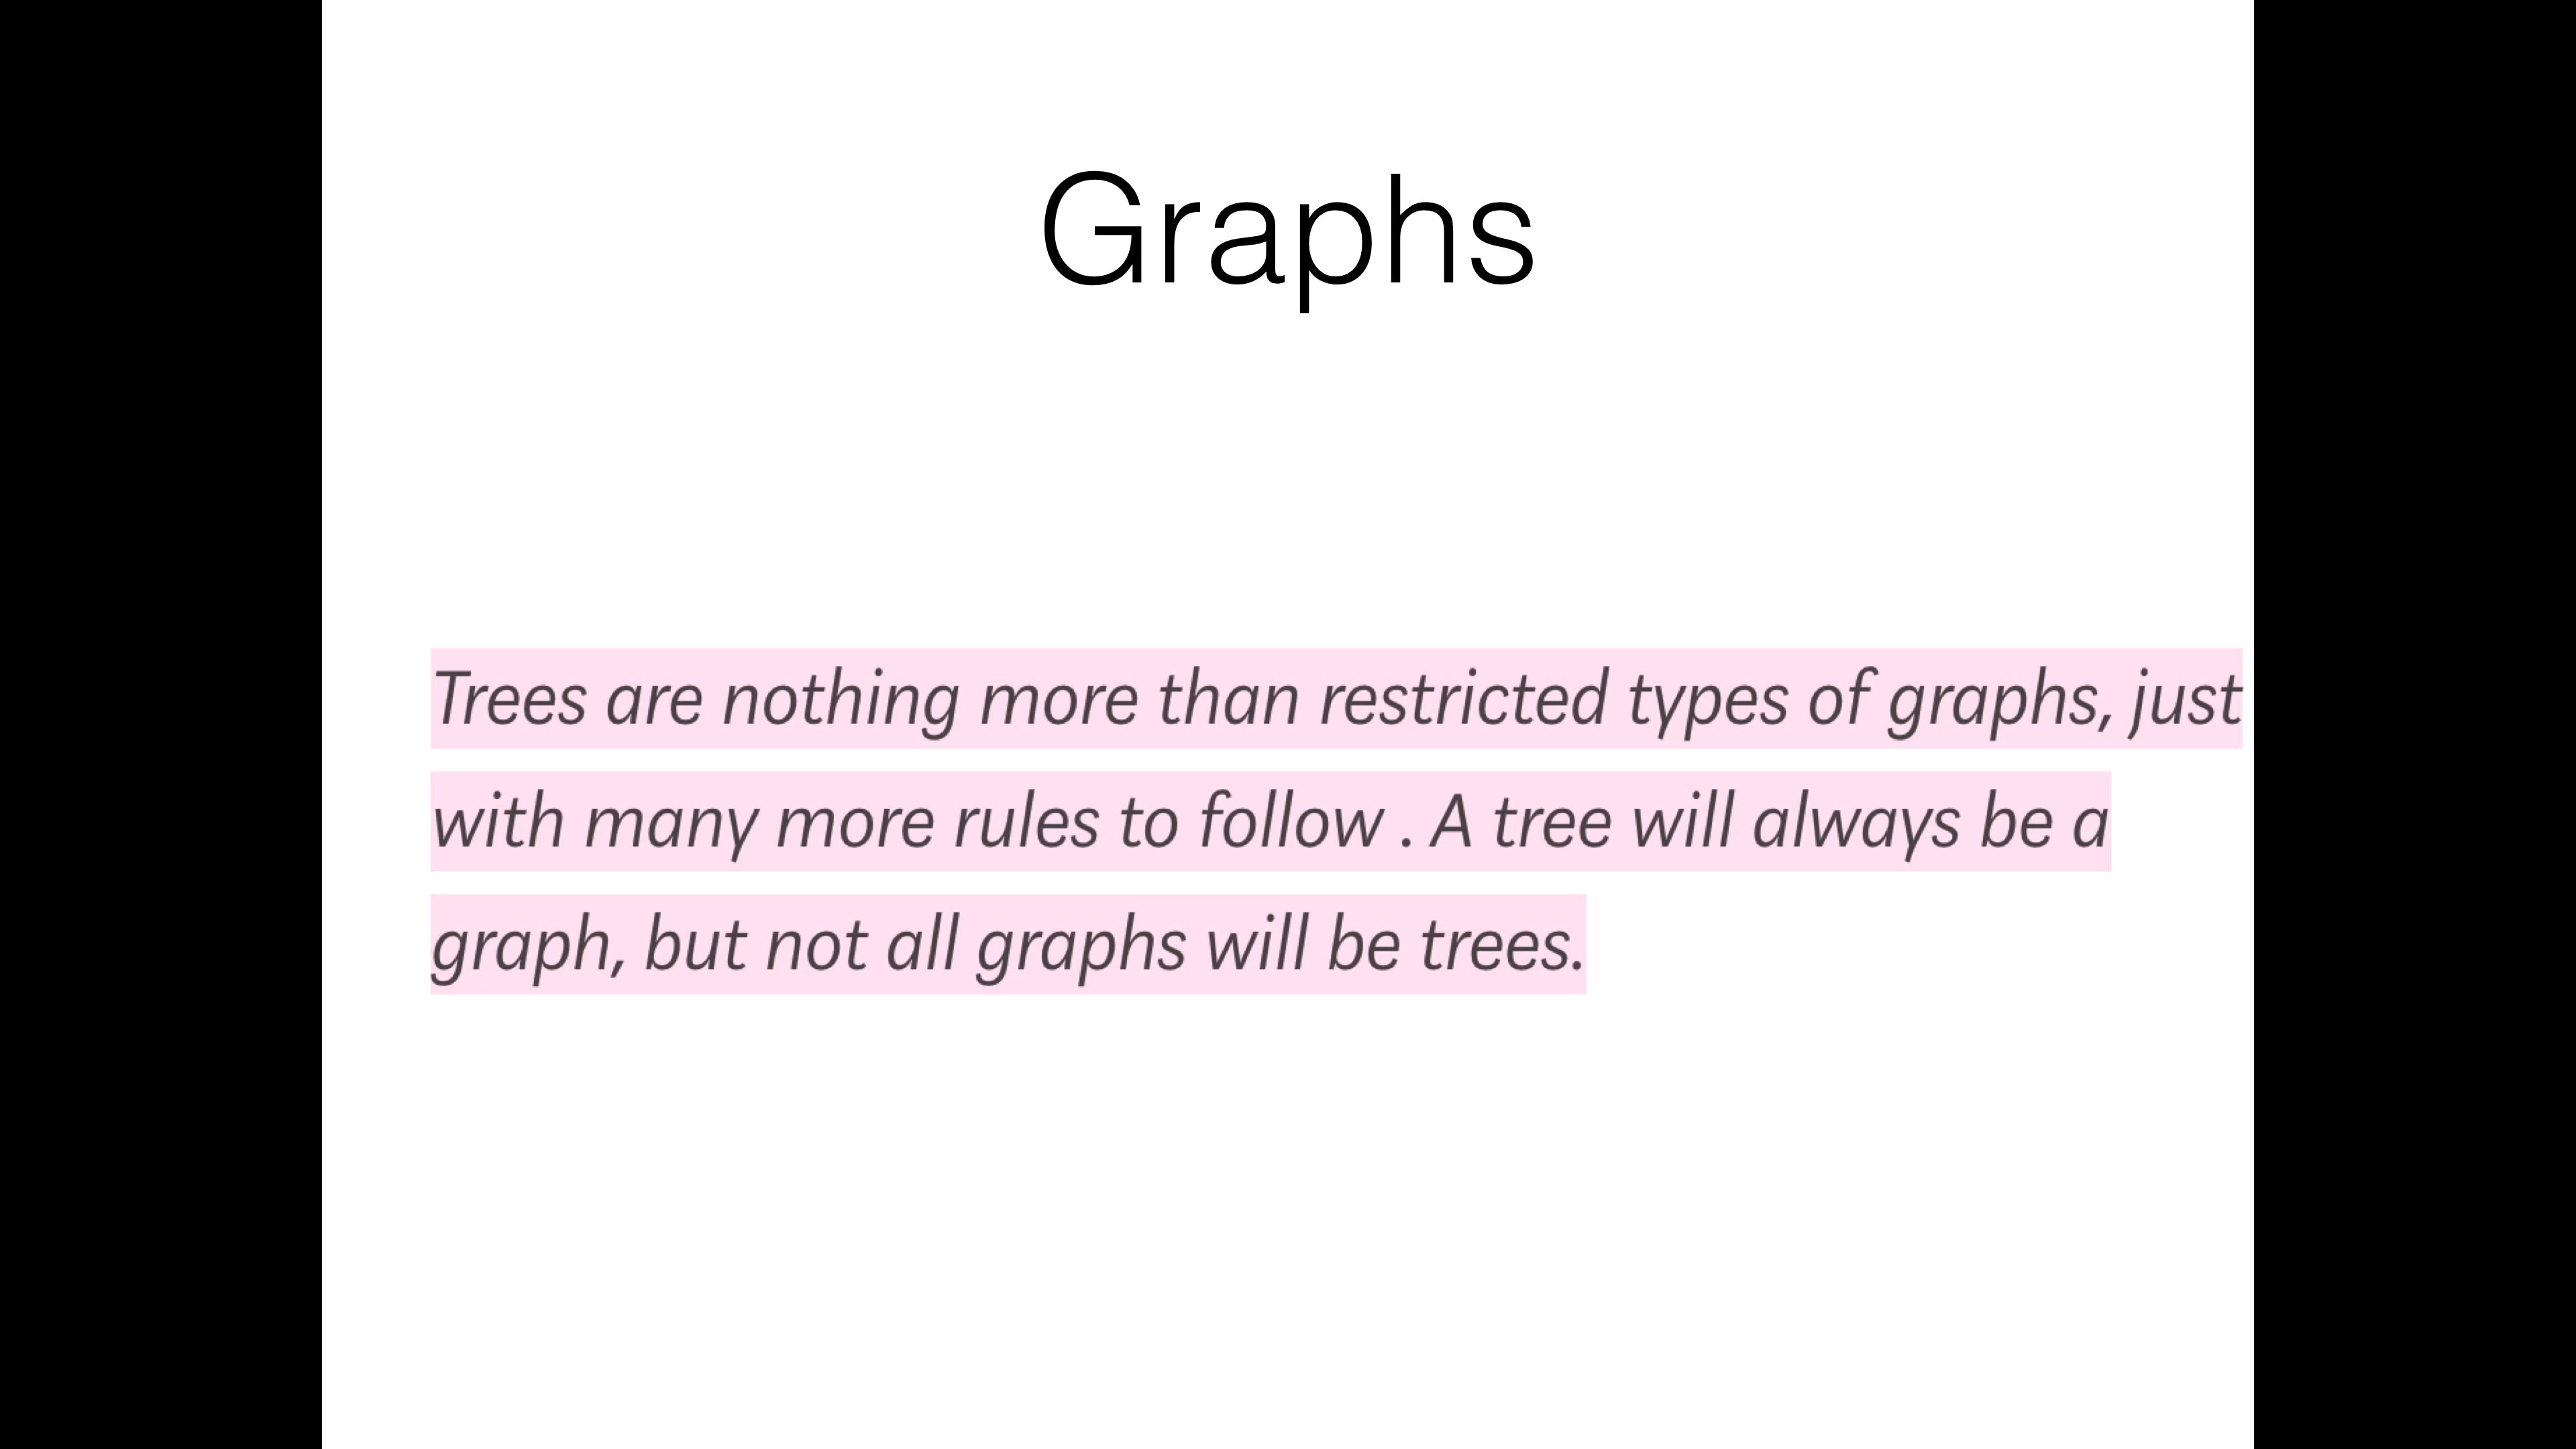 Graphs
Trees are nothing more than restricted types of graphs, just
with many more rules to follow . A tree will always be a
graph, but not all graphs will be trees.